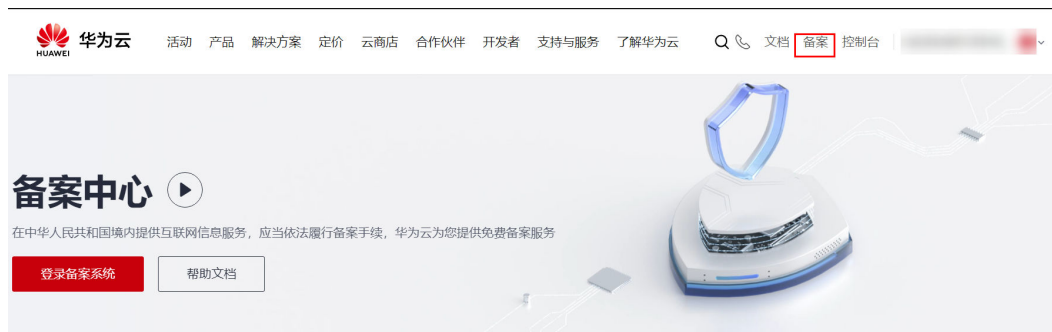 HUAWEI 华为云 活动 产品 解决方案 定价 云商店 合作伙伴 开发者 支持与服务 了解华为云 文档 备案 控制台
备案中心
在中华人民共和国境内提供互联网信息服务，应当依法履行备案手续，华为云为您提供免费备案服务
登录备案系统 帮助文档